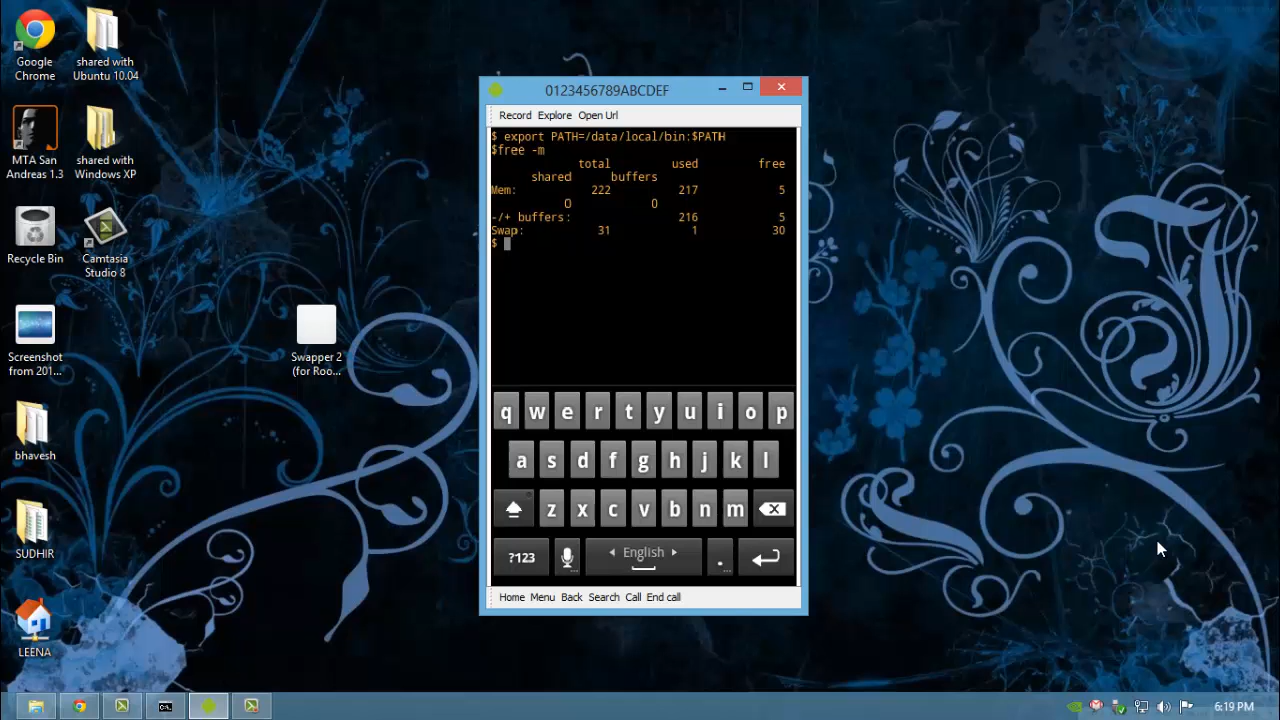 Google
Chrome
shared with
Ubuntu 10.04
MTA San
Andreas 1.3
shared with
Windows XP
Recycle Bin
Camtasia
Studio 8
Screenshot
from 201...
Swapper 2
(for Roo...
bhavesh
SUDHIR
LEENA
0123456789ABCDEF
Record Explore Open Url
$ export PATH=/data/local/bin:$PATH
$free -m
total used free
shared buffers
Mem: 222 217 5
0 0
-/+ buffers: 216 5
Swap: 31 1 30
$
q w e r t y u i o p
a s d f g h j k l
z x c v b n m
?123 English .
Home Menu Back Search Call End call
6:19 PM